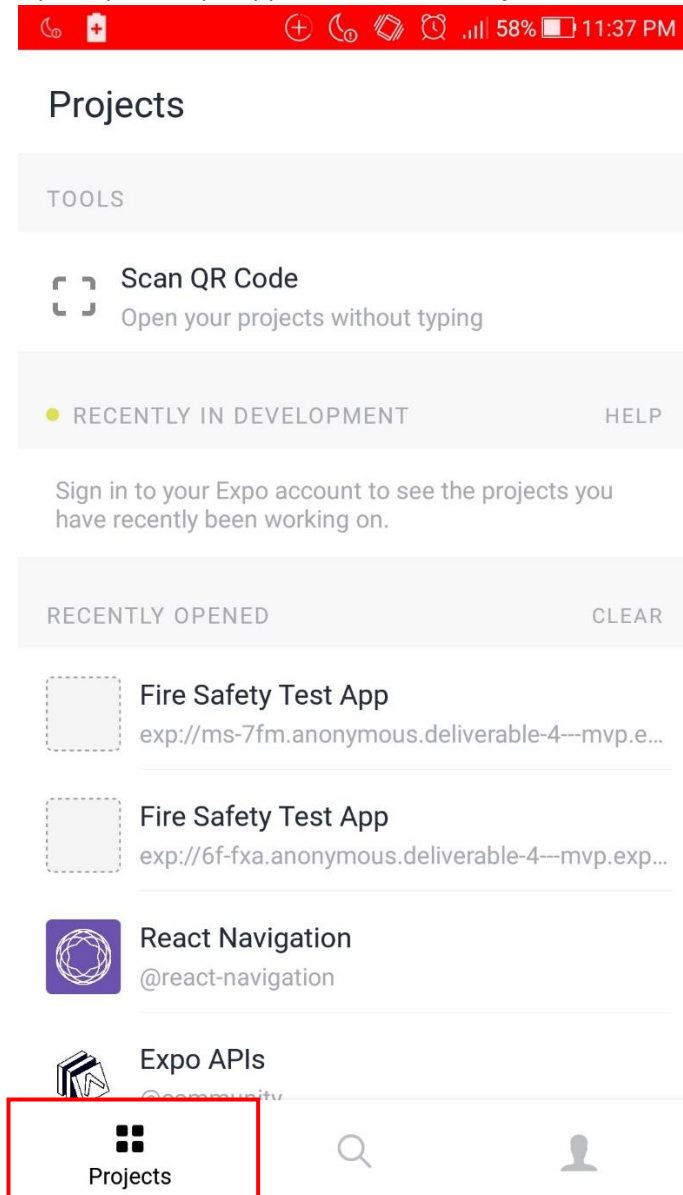 58% 11:37 PM
Projects
TOOLS
Scan QR Code
Open your projects without typing
RECENTLY IN DEVELOPMENT HELP
Sign in to your Expo account to see the projects you
have recently been working on.
RECENTLY OPENED CLEAR
Fire Safety Test App
exp://ms-7fm.anonymous.deliverable-4---mvp.e...
Fire Safety Test App
exp://6f-fxa.anonymous.deliverable-4---mvp.exp...
React Navigation
@react-navigation
Expo APIs
@community
Projects